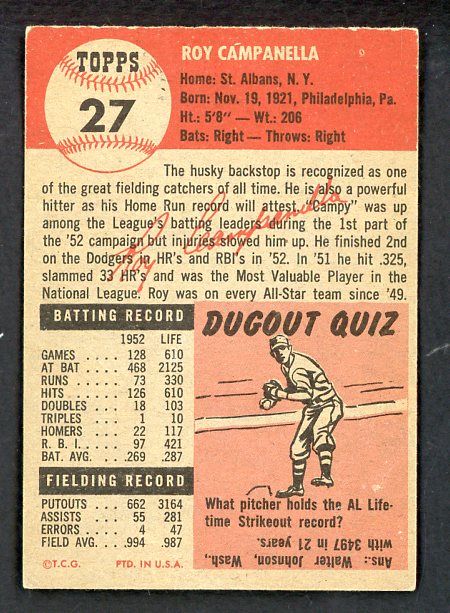 TOPPS
27
ROY CAMPANELLA
Home: St. Albans, N. Y.
Born: Nov. 19, 1921, Philadelphia, Pa.
Ht.: 5'8" — Wt.: 206
Bats: Right — Throws: Right
The husky backstop is recognized as one
of the great fielding catchers of all time. He is also a powerful
hitter as his Home Run record will attest. "Campy" was up
among the League's batting leaders during the 1st part of
the '52 campaign but injuries slowed him up. He finished 2nd
on the Dodgers in HR's and RBI's in '52. In '51 he hit .325,
slammed 33 HR's and was the Most Valuable Player in the
National League. Roy was on every All-Star team since '49.
Roy Campanella
BATTING RECORD
1952 LIFE
GAMES . . . . 128 610
AT BAT . . . . 468 2125
RUNS . . . . 73 330
HITS . . . . 126 610
DOUBLES . . 18 103
TRIPLES . . . 1 10
HOMERS . . . 22 117
R. B. I. . . . . 97 421
BAT. AVG. . . .269 .287
FIELDING RECORD
PUTOUTS . . 662 3164
ASSISTS . . . 55 281
ERRORS . . . 4 47
FIELD AVG. . .994 .987
©T.C.G. PTD. IN U.S.A.
DUGOUT QUIZ
What pitcher holds the AL Life-
time Strikeout record?
Ans.: Walter Johnson, Wash.,
with 3497 in 21 years.